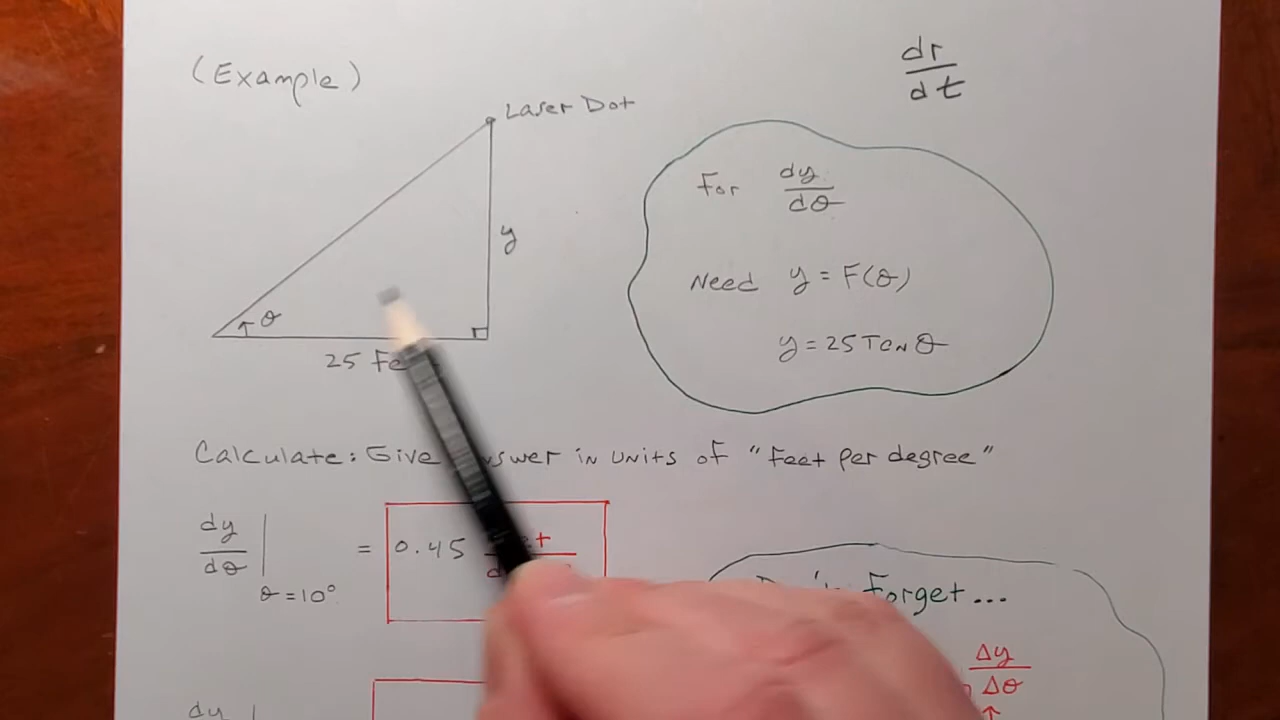 (Example)
dr
dt
Laser Dot
For dy
dθ
y
Need y = F(θ)
θ
y = 25 Tan θ
25
Calculate: Give in units of "feet per degree"
dy
dθ
θ = 10°
= 0.45
Forget...
Δy
Δθ
dy